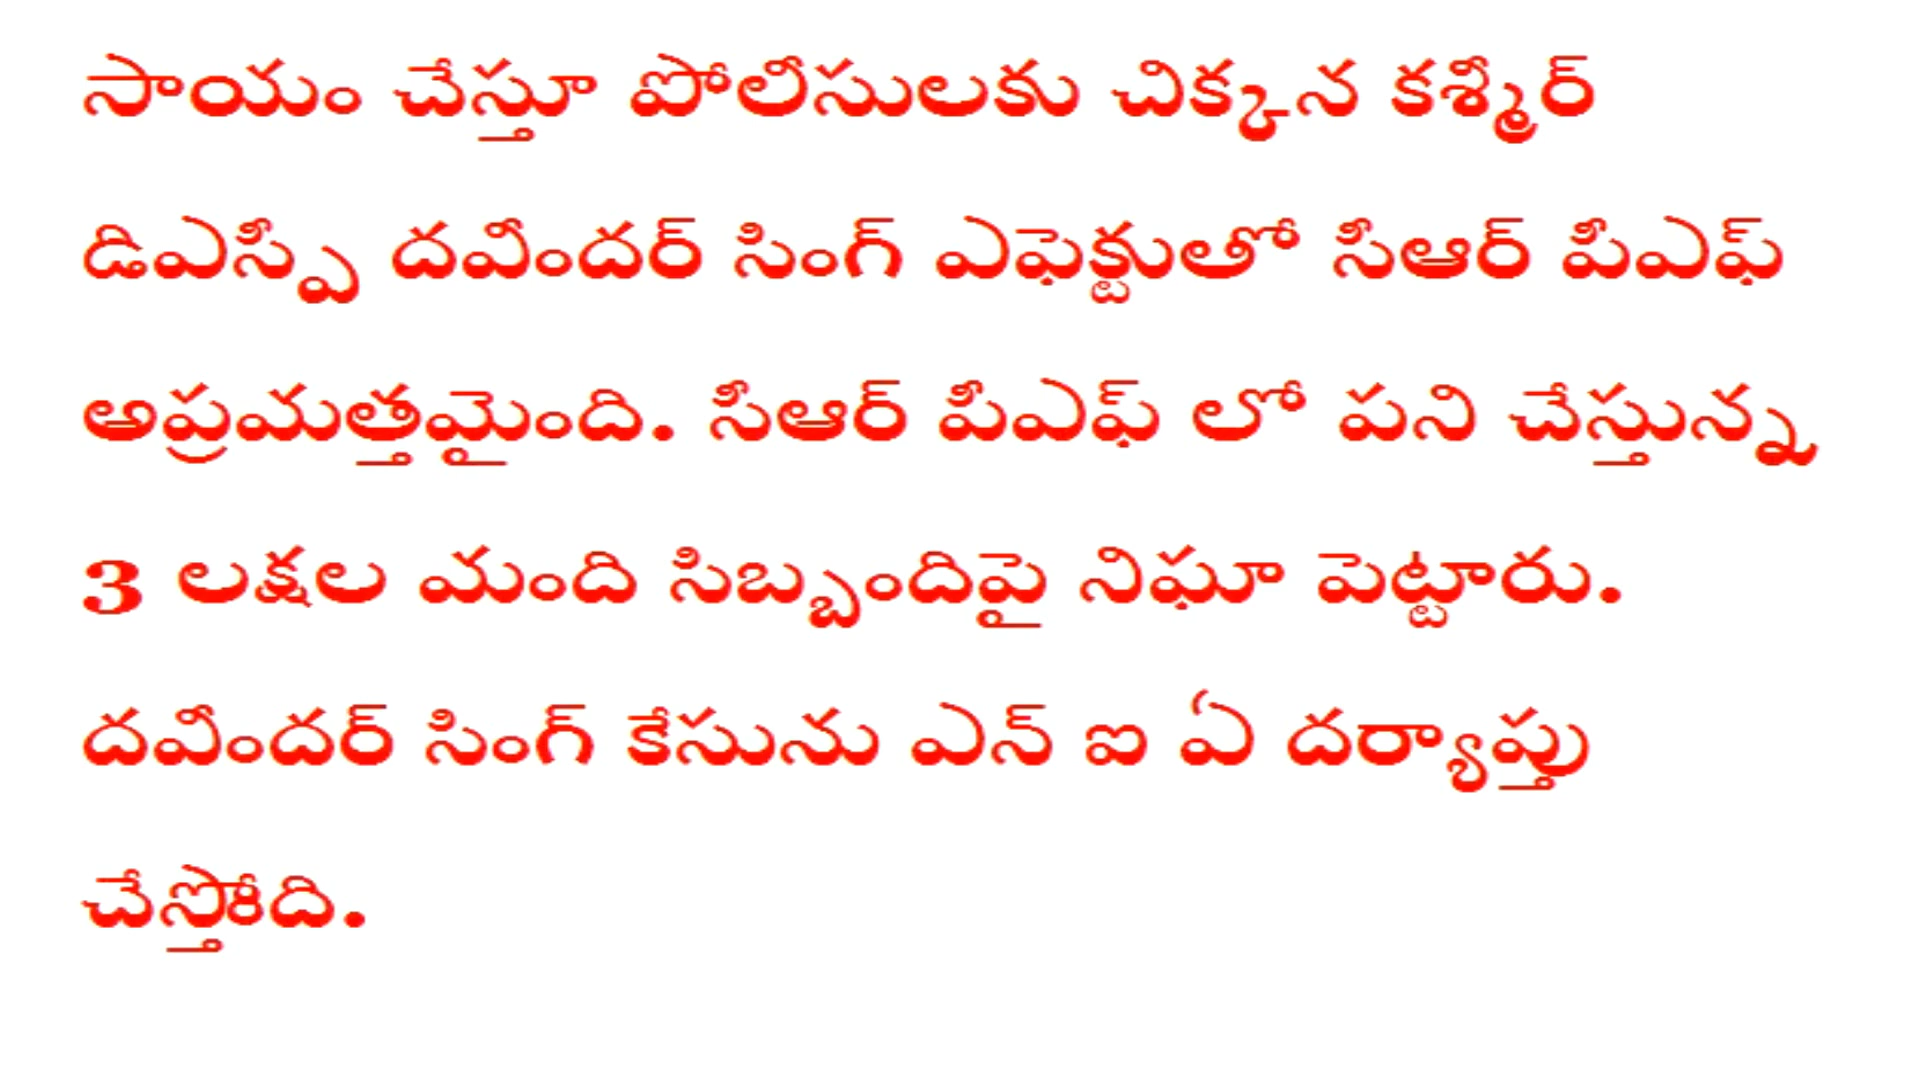 సాయం చేస్తూ పోలీసులకు చిక్కన కశ్మీర్
డిఎస్పీ దవీందర్ సింగ్ ఎఫెక్టుతో సీఆర్ పీఎఫ్
అప్రమత్తమైంది. సీఆర్ పీఎఫ్ లో పని చేస్తున్న
3 లక్షల మంది సిబ్బందిపై నిఘా పెట్టారు.
దవీందర్ సింగ్ కేసును ఎన్ ఐ ఏ దర్యాప్తు
చేస్తోంది.